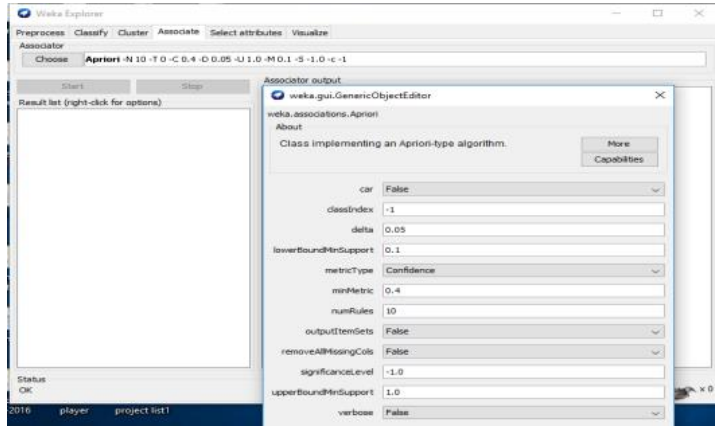 Weka Explorer
Preprocess Classify Cluster Associate Select attributes Visualize
Associator
Choose Apriori -N 10 -T 0 -C 0.4 -D 0.05 -U 1.0 -M 0.1 -S -1.0 -c -1
Start Stop
Associator output
Result list (right-click for options)
weka.gui.GenericObjectEditor
weka.associations.Apriori
About
Class implementing an Apriori-type algorithm.
More
Capabilities
car False
classIndex -1
delta 0.05
lowerBoundMinSupport 0.1
metricType Confidence
minMetric 0.4
numRules 10
outputItemSets False
removeAllMissingCols False
significanceLevel -1.0
upperBoundMinSupport 1.0
verbose False
Status
OK
x 0
2016 player project list1